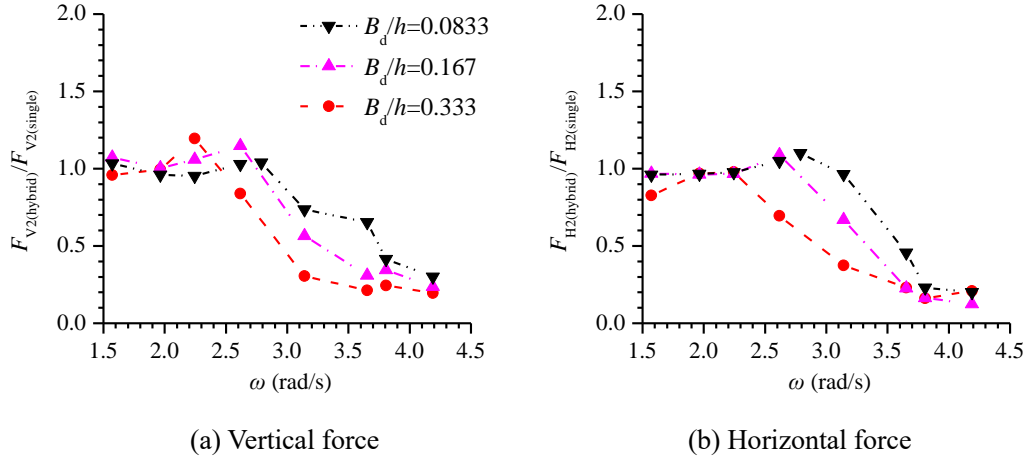 2.0
1.5
1.0
0.5
0.0
F_V2(hybrid)/F_V2(single)
B_d/h=0.0833
B_d/h=0.167
B_d/h=0.333
1.5 2.0 2.5 3.0 3.5 4.0 4.5
ω (rad/s)
(a) Vertical force
2.0
1.5
1.0
0.5
0.0
F_H2(hybrid)/F_H2(single)
1.5 2.0 2.5 3.0 3.5 4.0 4.5
ω (rad/s)
(b) Horizontal force